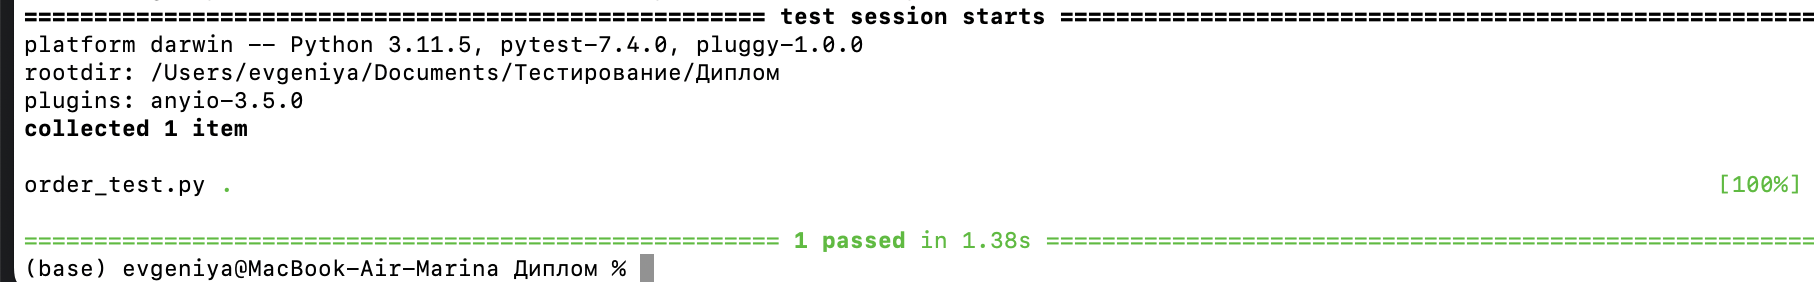 ===================================================== test session starts ======================================================
platform darwin -- Python 3.11.5, pytest-7.4.0, pluggy-1.0.0
rootdir: /Users/evgeniya/Documents/Тестирование/Диплом
plugins: anyio-3.5.0
collected 1 item
order_test.py . [100%]
====================================================== 1 passed in 1.38s =======================================================
(base) evgeniya@MacBook-Air-Marina Диплом %